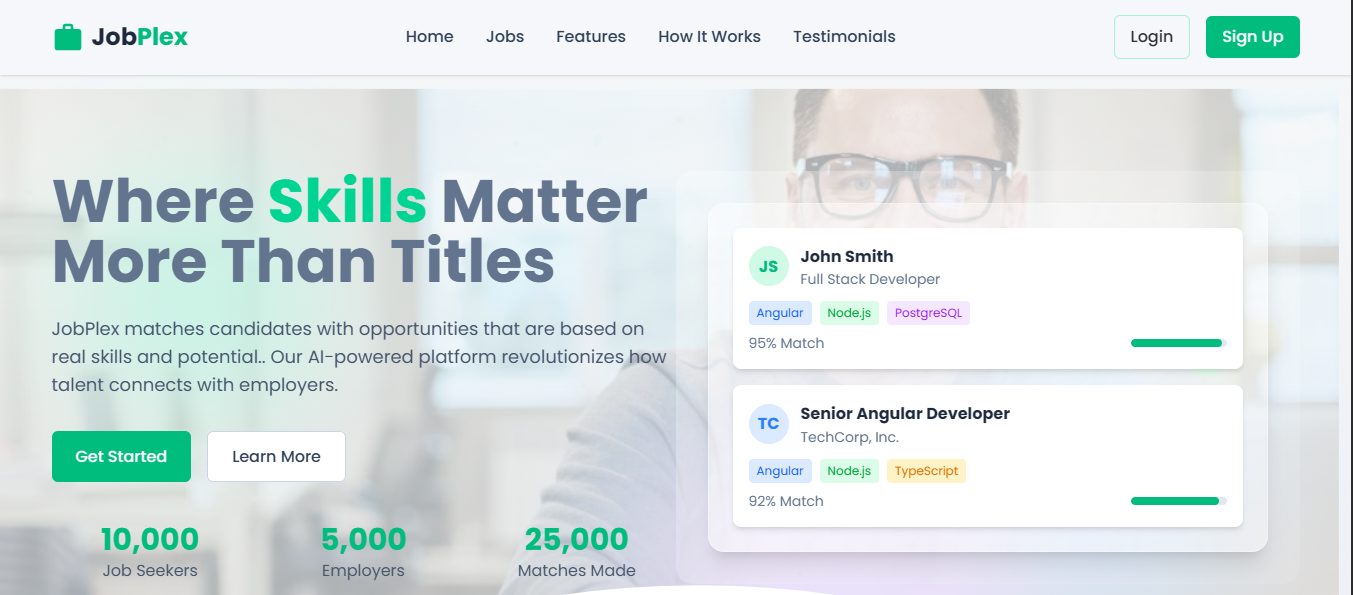 JobPlex
Home
Jobs
Features
How It Works
Testimonials
Login
Sign Up
Where Skills Matter
More Than Titles
JobPlex matches candidates with opportunities that are based on
real skills and potential.. Our AI-powered platform revolutionizes how
talent connects with employers.
Get Started
Learn More
10,000
Job Seekers
5,000
Employers
25,000
Matches Made
JS
John Smith
Full Stack Developer
Angular
Node.js
PostgreSQL
95% Match
TC
Senior Angular Developer
TechCorp, Inc.
Angular
Node.js
TypeScript
92% Match